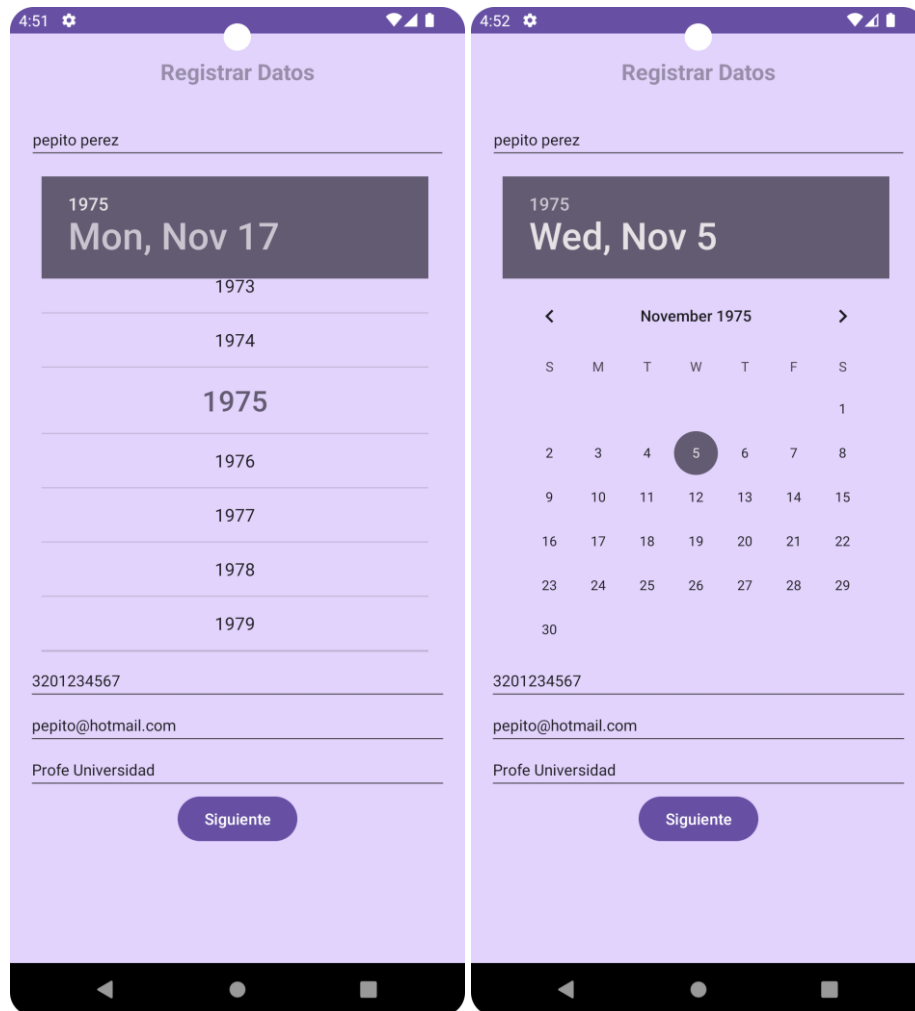 4:51
Registrar Datos
pepito perez
1975
Mon, Nov 17
1973
1974
1975
1976
1977
1978
1979
3201234567
pepito@hotmail.com
Profe Universidad
Siguiente
4:52
Registrar Datos
pepito perez
1975
Wed, Nov 5
November 1975
S M T W T F S
1
2 3 4 5 6 7 8
9 10 11 12 13 14 15
16 17 18 19 20 21 22
23 24 25 26 27 28 29
30
3201234567
pepito@hotmail.com
Profe Universidad
Siguiente